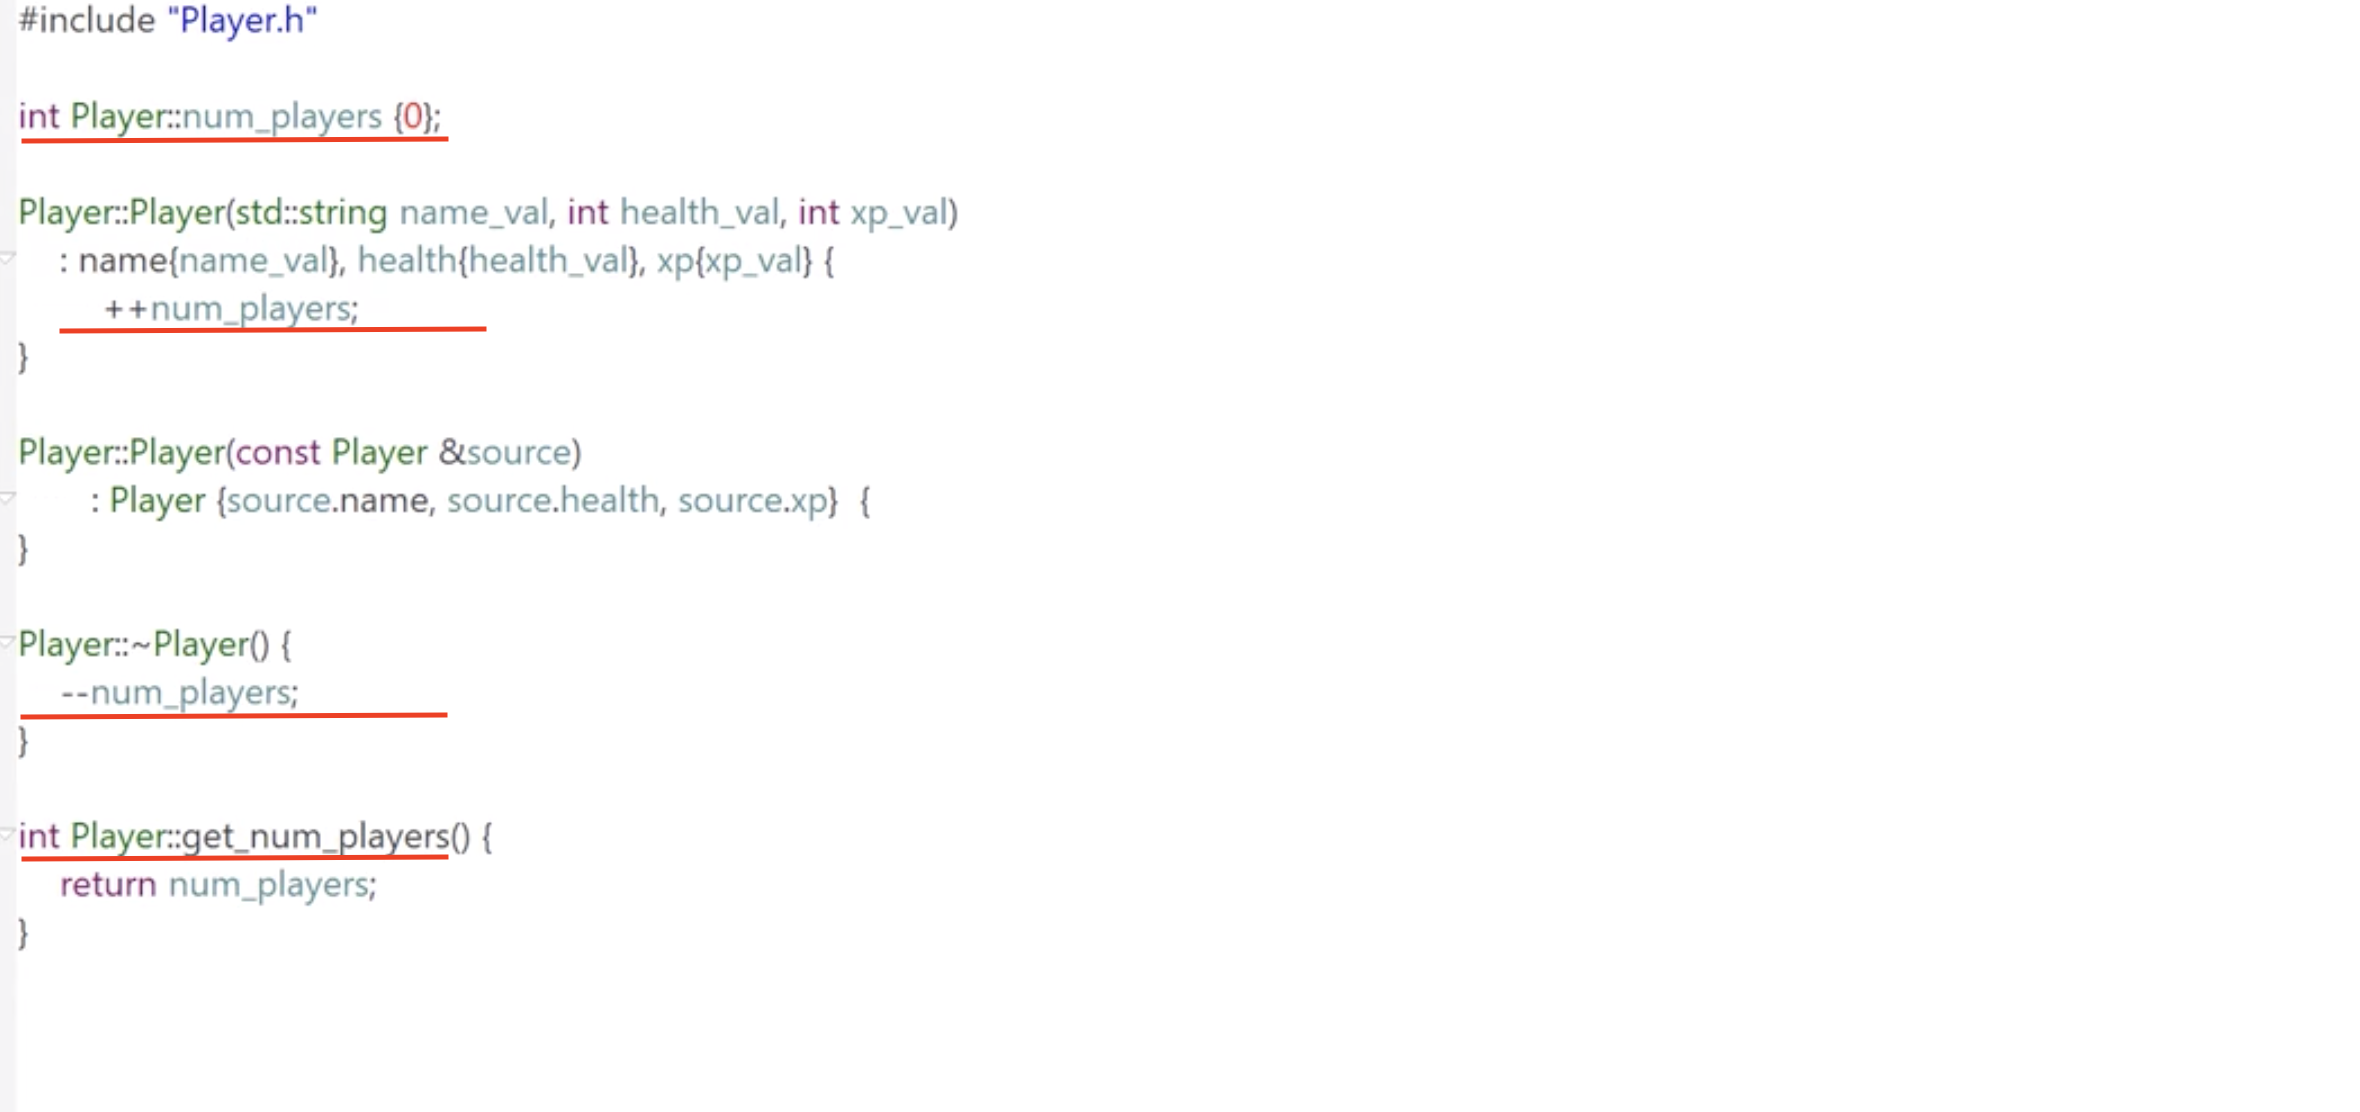 #include "Player.h"
int Player::num_players {0};
Player::Player(std::string name_val, int health_val, int xp_val)
: name{name_val}, health{health_val}, xp{xp_val} {
++num_players;
}
Player::Player(const Player &source)
: Player {source.name, source.health, source.xp}  {
}
Player::~Player() {
--num_players;
}
int Player::get_num_players() {
return num_players;
}